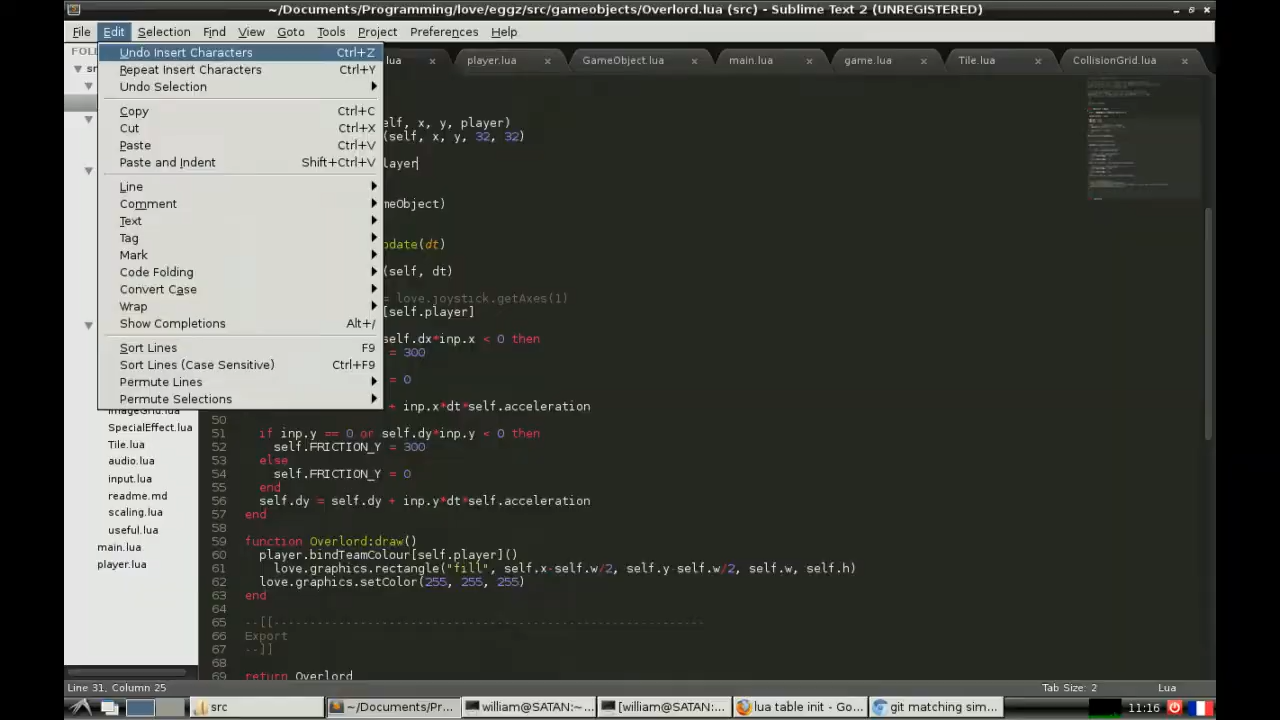 ~/Documents/Programming/love/eggz/src/gameobjects/Overlord.lua (src) - Sublime Text 2 (UNREGISTERED)
File Edit Selection Find View Goto Tools Project Preferences Help
lua × player.lua × GameObject.lua × main.lua × game.lua × Tile.lua × CollisionGrid.lua ×
Undo Insert Characters Ctrl+Z
Repeat Insert Characters Ctrl+Y
Undo Selection
Copy Ctrl+C
Cut Ctrl+X
Paste Ctrl+V
Paste and Indent Shift+Ctrl+V
Line
Comment
Text
Tag
Mark
Code Folding
Convert Case
Wrap
Show Completions Alt+/
Sort Lines F9
Sort Lines (Case Sensitive) Ctrl+F9
Permute Lines
Permute Selections
FOL
sr
ImageGrid.lua
SpecialEffect.lua
Tile.lua
audio.lua
input.lua
readme.md
scaling.lua
useful.lua
main.lua
player.lua
elf, x, y, player)
(self, x, y, 32, 32)
layer
meObject)
pdate(dt)
(self, dt)
= love.joystick.getAxes(1)
[self.player]
self.dx*inp.x < 0 then
= 300
= 0
+ inp.x*dt*self.acceleration
50
51 if inp.y == 0 or self.dy*inp.y < 0 then
52 self.FRICTION_Y = 300
53 else
54 self.FRICTION_Y = 0
55 end
56 self.dy = self.dy + inp.y*dt*self.acceleration
57 end
58
59 function Overlord:draw()
60 player.bindTeamColour[self.player]()
61 love.graphics.rectangle("fill", self.x-self.w/2, self.y-self.w/2, self.w, self.h)
62 love.graphics.setColor(255, 255, 255)
63 end
64
65 --[[------------------------------------------------------------
66 Export
67 --]]
68
69 return Overlord
Line 31, Column 25 Tab Size: 2 Lua
src ~/Documents/Pr... william@SATAN:~... [william@SATAN:... lua table init - Go... git matching sim... 11:16